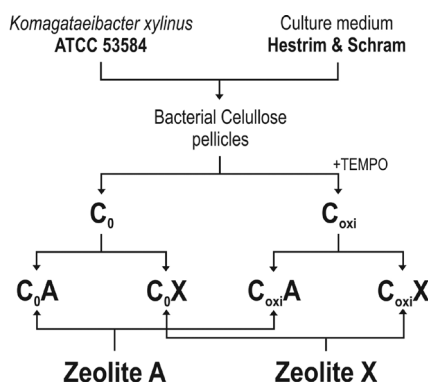 Komagataeibacter xylinus
ATCC 53584
Culture medium
Hestrim & Schram
Bacterial Celullose
pellicles
+TEMPO
C₀
Cₒₓᵢ
C₀A
C₀X
CₒₓᵢA
CₒₓᵢX
Zeolite A
Zeolite X